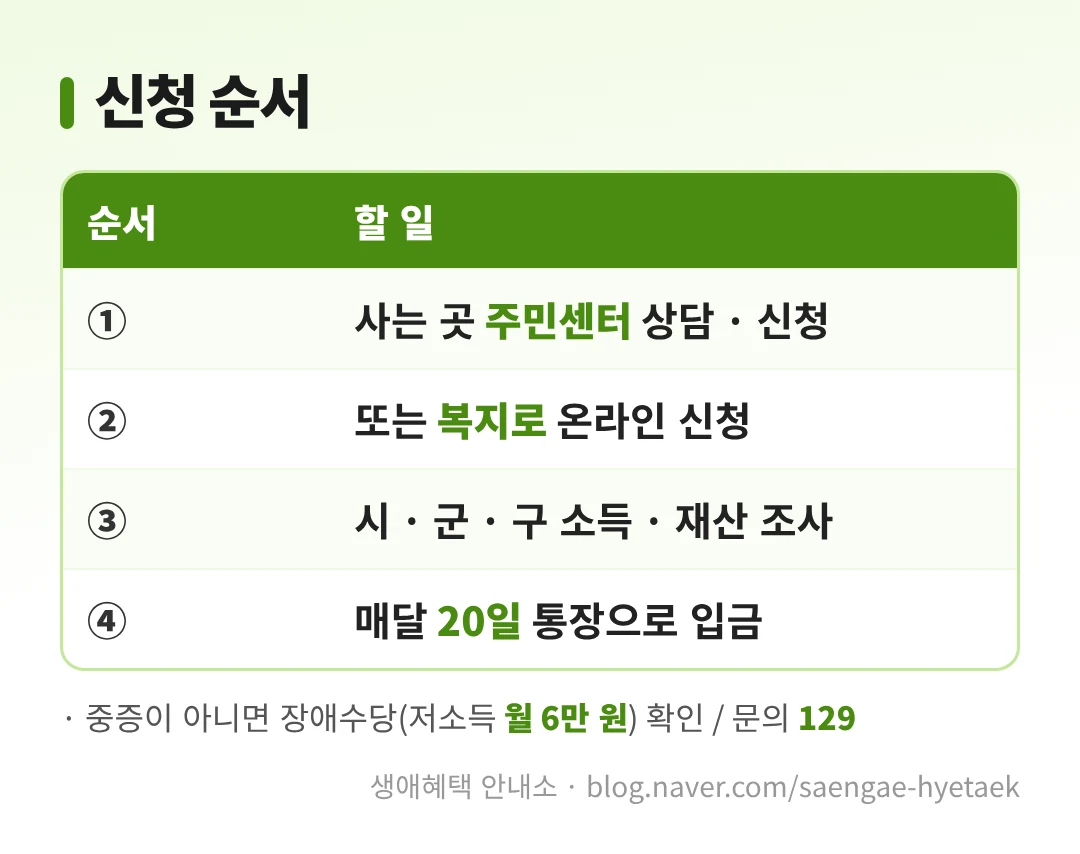 신청 순서
순서 할 일
① 사는 곳 주민센터 상담 · 신청
② 또는 복지로 온라인 신청
③ 시 · 군 · 구 소득 · 재산 조사
④ 매달 20일 통장으로 입금
· 중증이 아니면 장애수당(저소득 월 6만 원) 확인 / 문의 129
생애혜택 안내소 · blog.naver.com/saengae-hyetaek